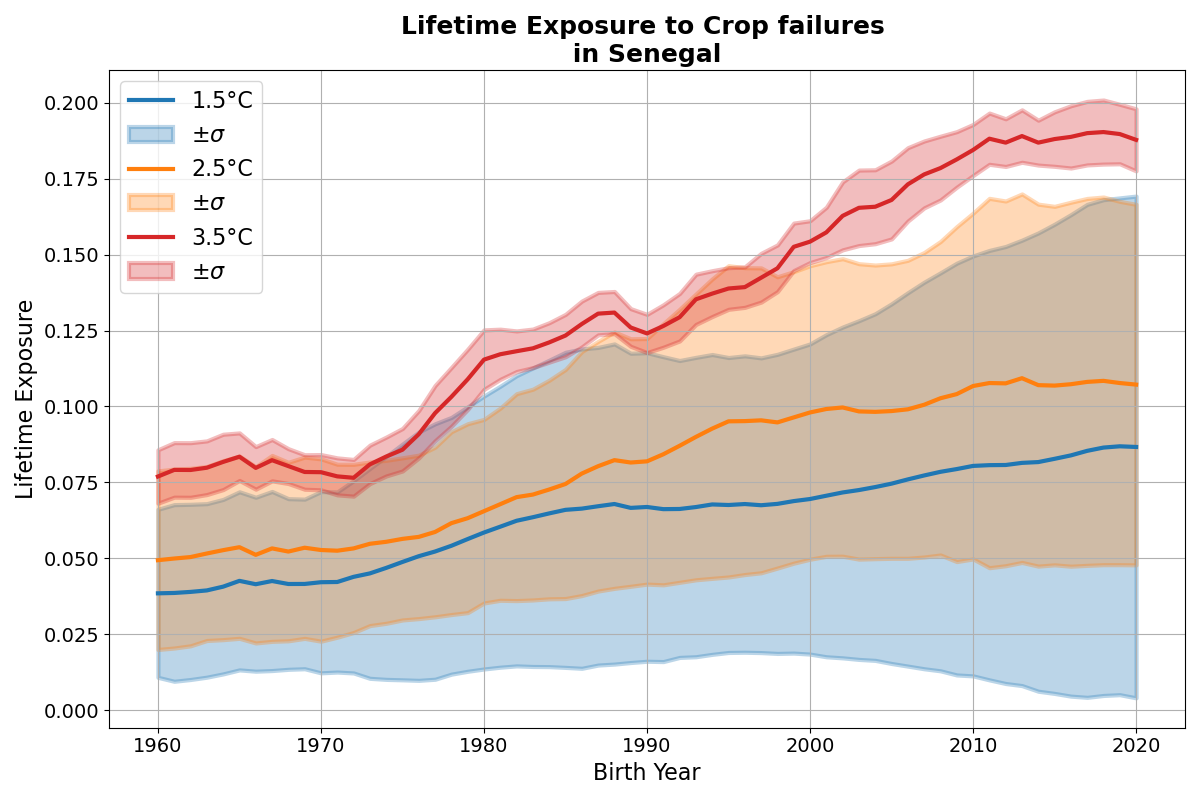 Lifetime Exposure to Crop failures
in Senegal
1.5°C
±σ
2.5°C
±σ
3.5°C
±σ
Lifetime Exposure
0.200
0.175
0.150
0.125
0.100
0.075
0.050
0.025
0.000
1960 1970 1980 1990 2000 2010 2020
Birth Year